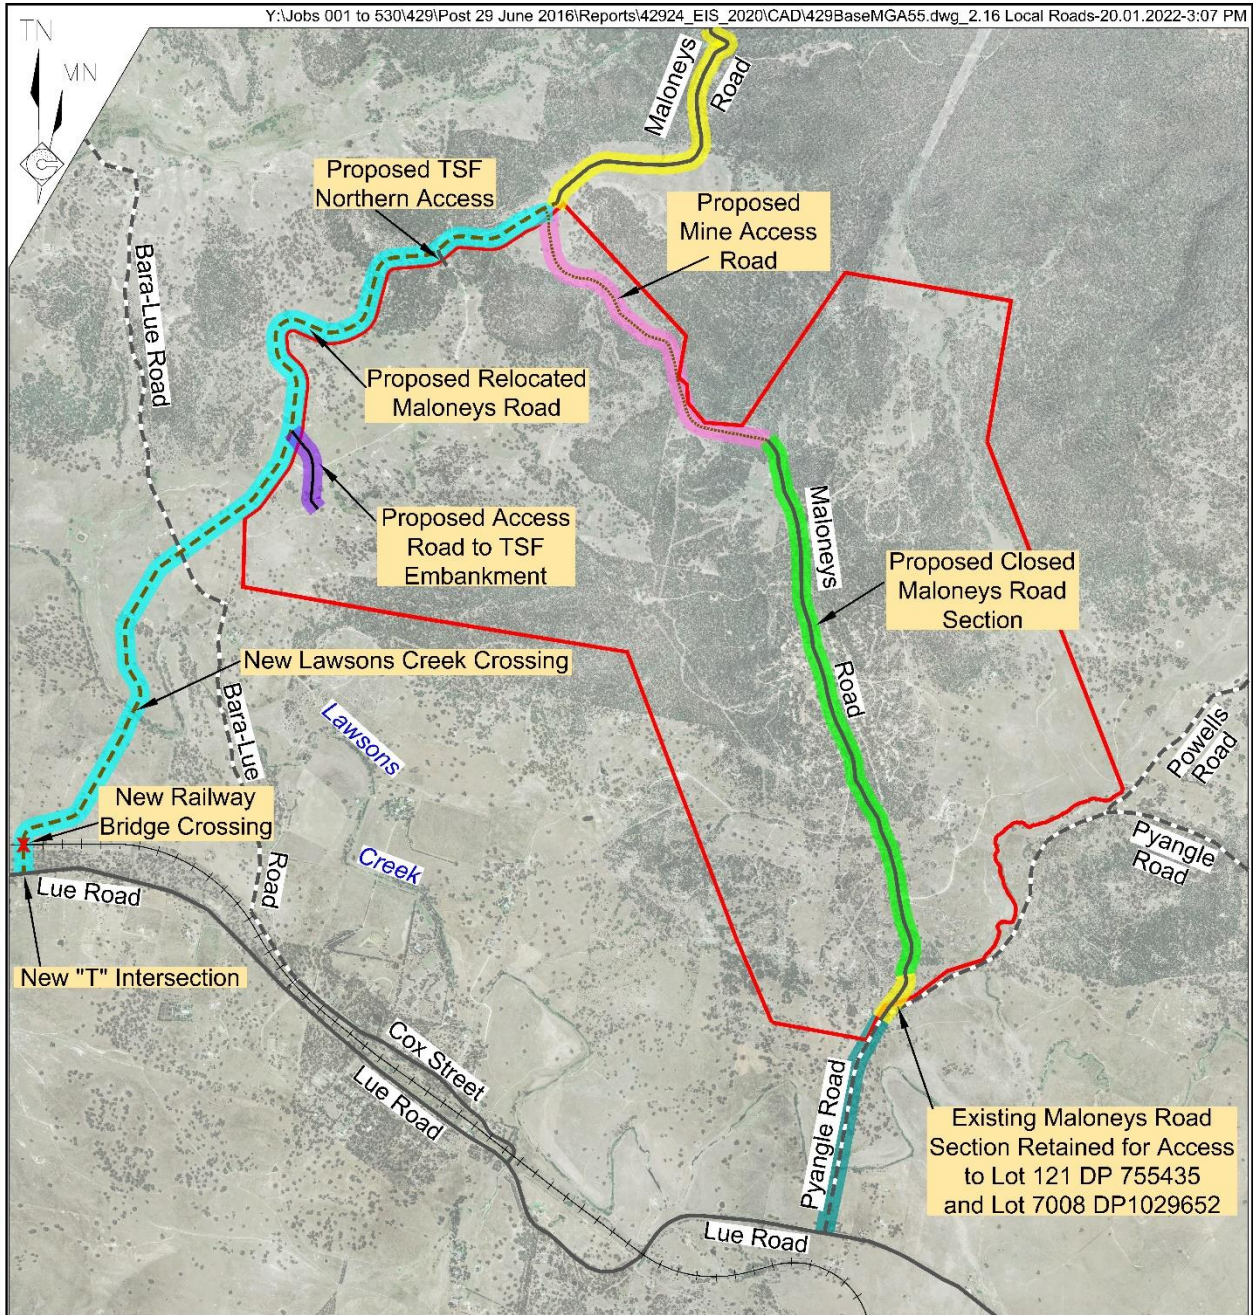 Y:\Jobs 001 to 530\429\Post 29 June 2016\Reports\42924_EIS_2020\CAD\429BaseMGA55.dwg_2.16 Local Roads-20.01.2022-3:07 PM
TN
MN
Maloneys
Road
Proposed TSF
Northern Access
Proposed
Mine Access
Road
Bara-Lue Road
Proposed Relocated
Maloneys Road
Proposed Access
Road to TSF
Embankment
Maloneys
Road
Proposed Closed
Maloneys Road
Section
New Lawsons Creek Crossing
Bara-Lue
Road
Lawsons
Creek
Powells
Road
Pyangle
Road
New Railway
Bridge Crossing
Lue Road
New "T" Intersection
Cox Street
Lue Road
Pyangle Road
Existing Maloneys Road
Section Retained for Access
to Lot 121 DP 755435
and Lot 7008 DP1029652
Lue Road